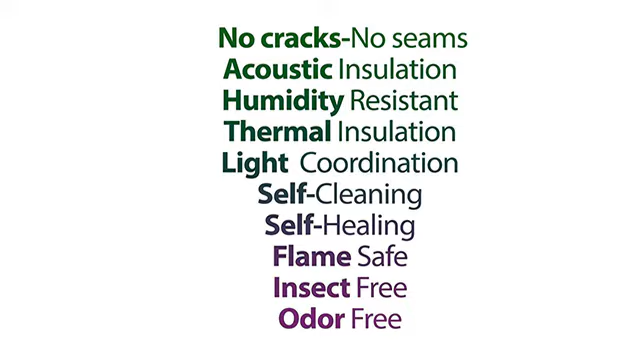 No cracks-No seams
Acoustic Insulation
Humidity Resistant
Thermal Insulation
Light Coordination
Self-Cleaning
Self-Healing
Flame Safe
Insect Free
Odor Free